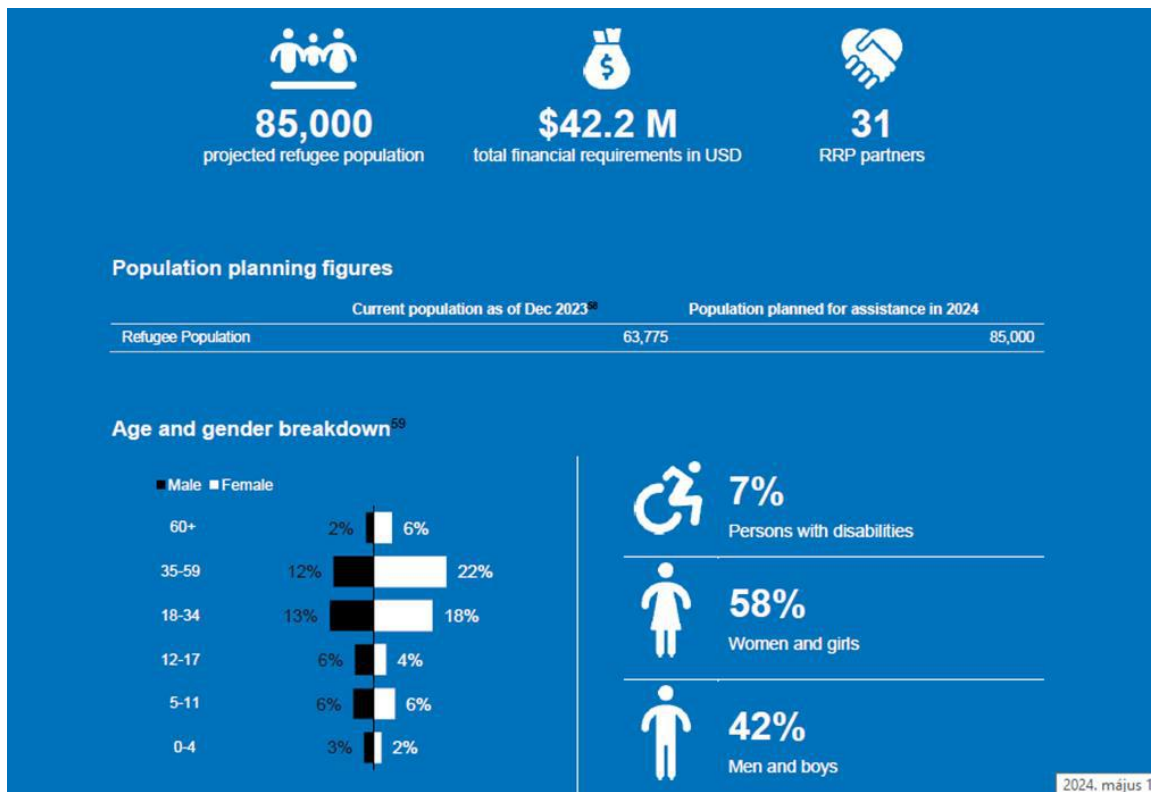 85,000
projected refugee population
$42.2 M
total financial requirements in USD
31
RRP partners
Population planning figures
Current population as of Dec 2023⁵⁸ Population planned for assistance in 2024
Refugee Population 63,775 85,000
Age and gender breakdown⁵⁹
Male Female
60+ 2% 6%
35-59 12% 22%
18-34 13% 18%
12-17 6% 4%
5-11 6% 6%
0-4 3% 2%
7%
Persons with disabilities
58%
Women and girls
42%
Men and boys
2024. május 1